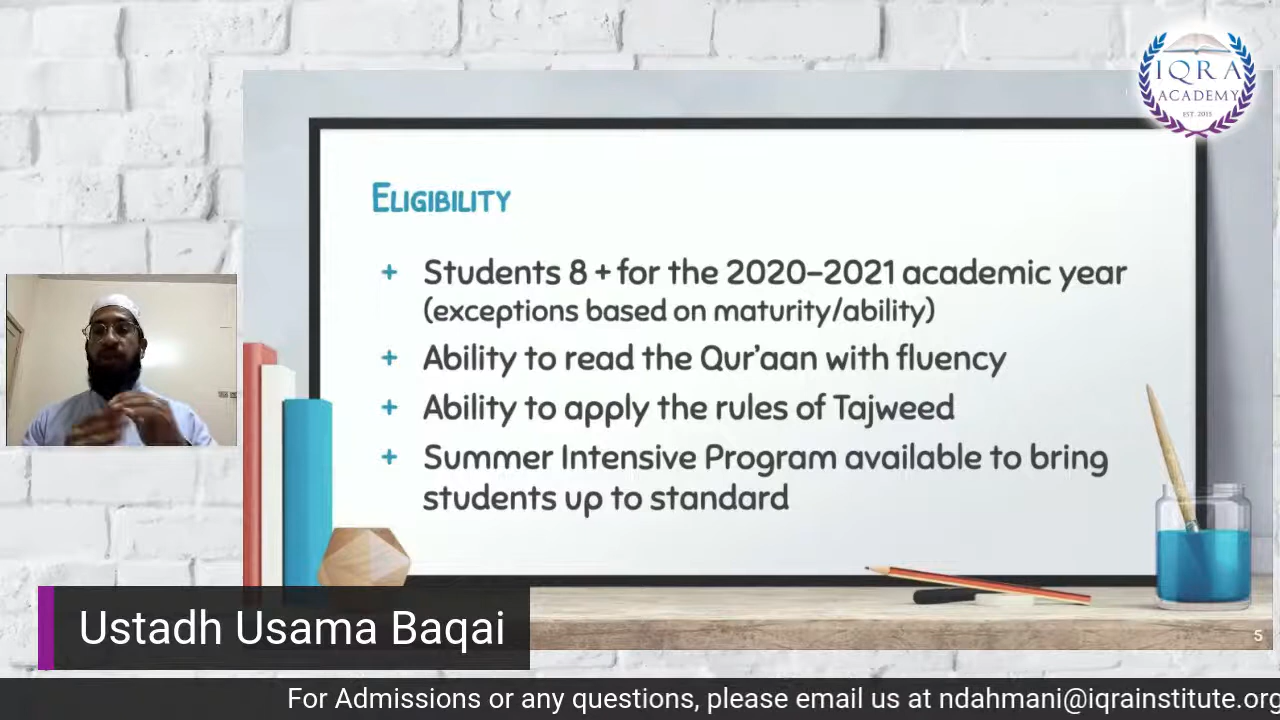 IQRA
ACADEMY
EST. 2013
ELIGIBILITY
+ Students 8 + for the 2020–2021 academic year
(exceptions based on maturity/ability)
+ Ability to read the Qur’aan with fluency
+ Ability to apply the rules of Tajweed
+ Summer Intensive Program available to bring
students up to standard
Ustadh Usama Baqai
5
For Admissions or any questions, please email us at ndahmani@iqrainstitute.org